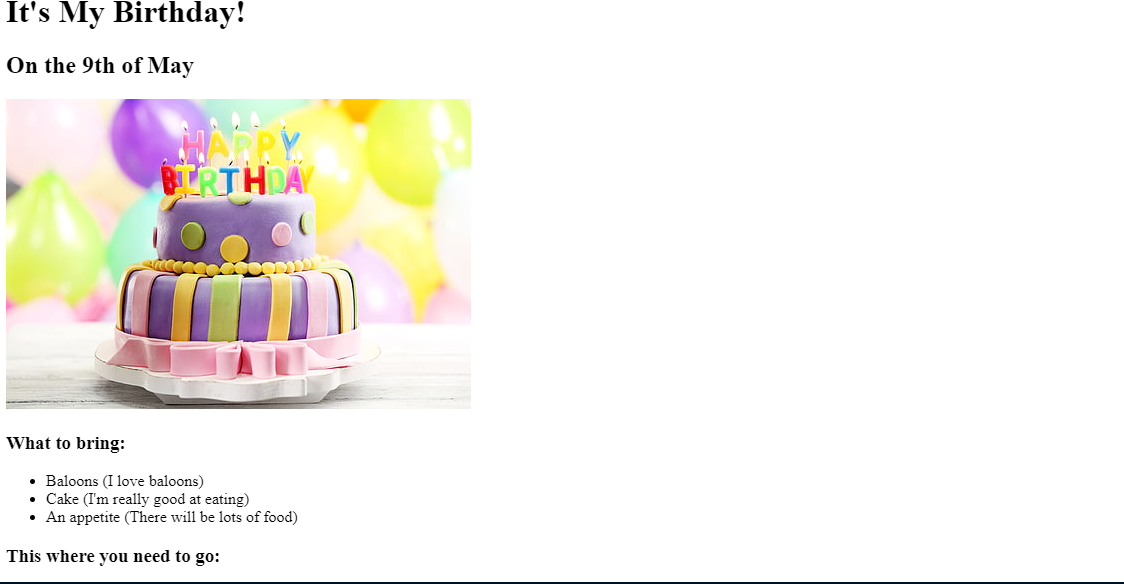 It's My Birthday!
On the 9th of May
HAPPY
BIRTHDAY
What to bring:
Baloons (I love baloons)
Cake (I'm really good at eating)
An appetite (There will be lots of food)
This where you need to go: